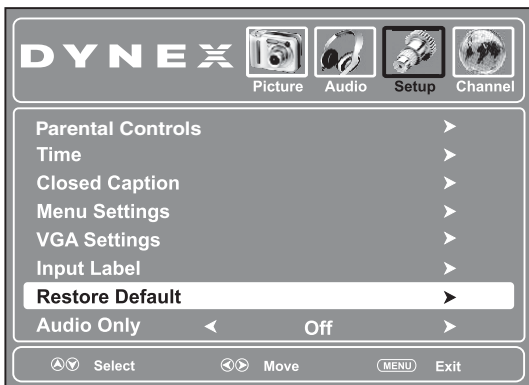 DYNEX
Picture Audio Setup Channel
Parental Controls
Time
Closed Caption
Menu Settings
VGA Settings
Input Label
Restore Default
Audio Only Off
Select Move MENU Exit